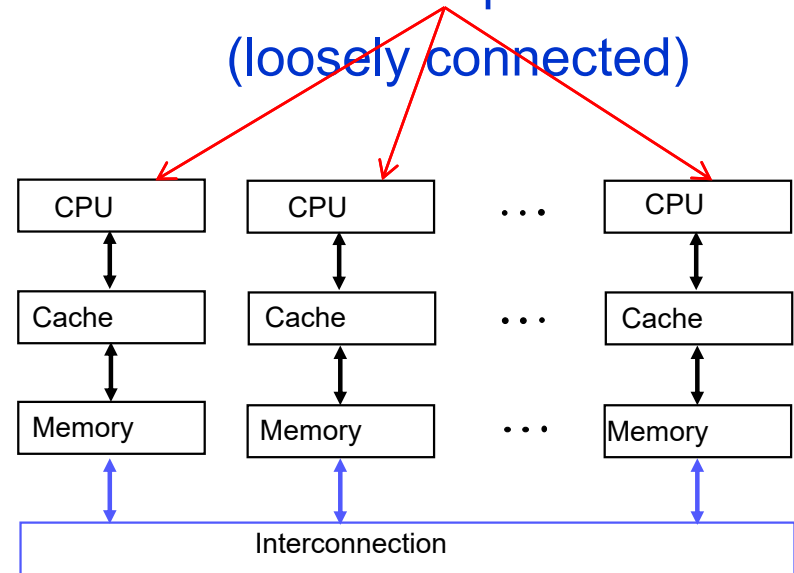 (loosely connected)
CPU CPU ... CPU
Cache Cache ... Cache
Memory Memory ... Memory
Interconnection